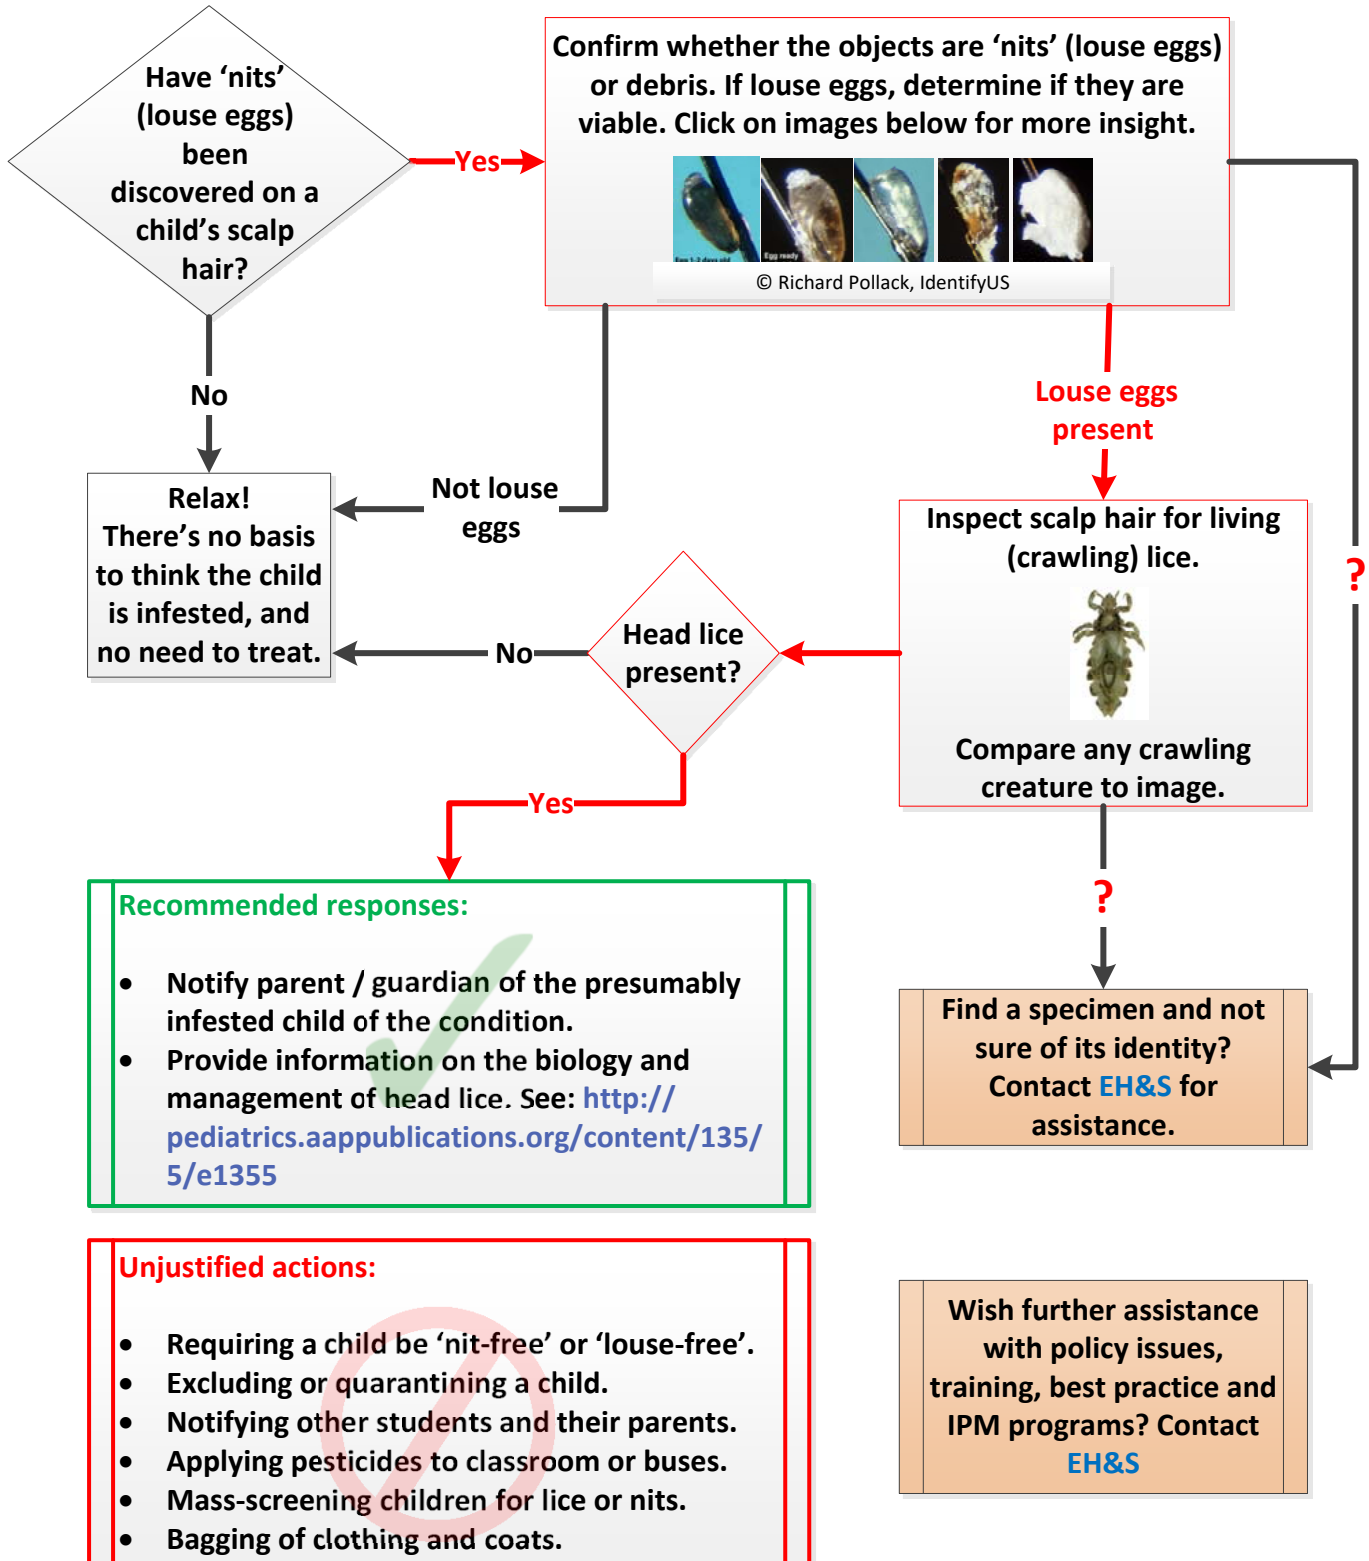 Have ‘nits’
(louse eggs)
been
discovered on a
child’s scalp
hair?
Yes
Confirm whether the objects are ‘nits’ (louse eggs)
or debris. If louse eggs, determine if they are
viable. Click on images below for more insight.
Egg 1-2 days old
Egg ready
© Richard Pollack, IdentifyUS
No
Louse eggs
present
Relax!
There’s no basis
to think the child
is infested, and
no need to treat.
Not louse
eggs
Inspect scalp hair for living
(crawling) lice.
Compare any crawling
creature to image.
?
Head lice
present?
No
Yes
?
Recommended responses:
• Notify parent / guardian of the presumably
infested child of the condition.
• Provide information on the biology and
management of head lice. See: http://
pediatrics.aappublications.org/content/135/
5/e1355
Find a specimen and not
sure of its identity?
Contact EH&S for
assistance.
Unjustified actions:
• Requiring a child be ‘nit-free’ or ‘louse-free’.
• Excluding or quarantining a child.
• Notifying other students and their parents.
• Applying pesticides to classroom or buses.
• Mass-screening children for lice or nits.
• Bagging of clothing and coats.
Wish further assistance
with policy issues,
training, best practice and
IPM programs? Contact
EH&S